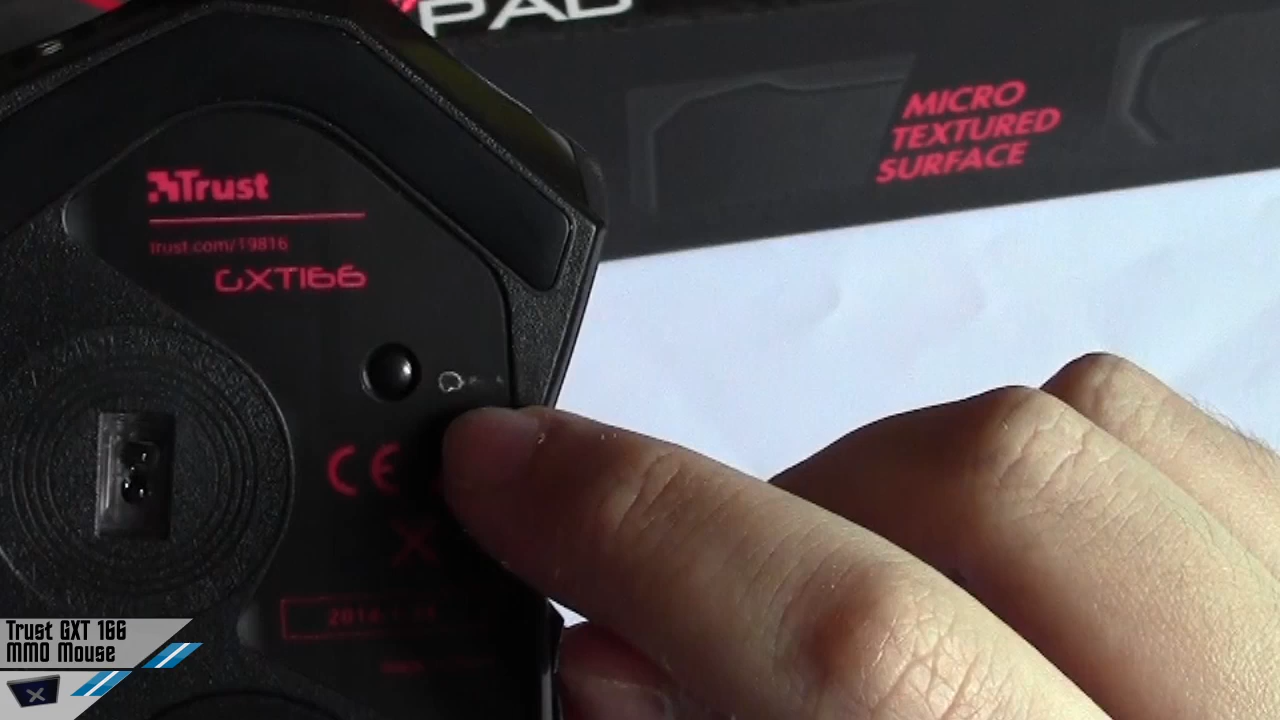 PAD
MICRO
TEXTURED
SURFACE
Trust
Trust.com/19816
GXT166
CE
Trust GXT 166
MMO Mouse
X